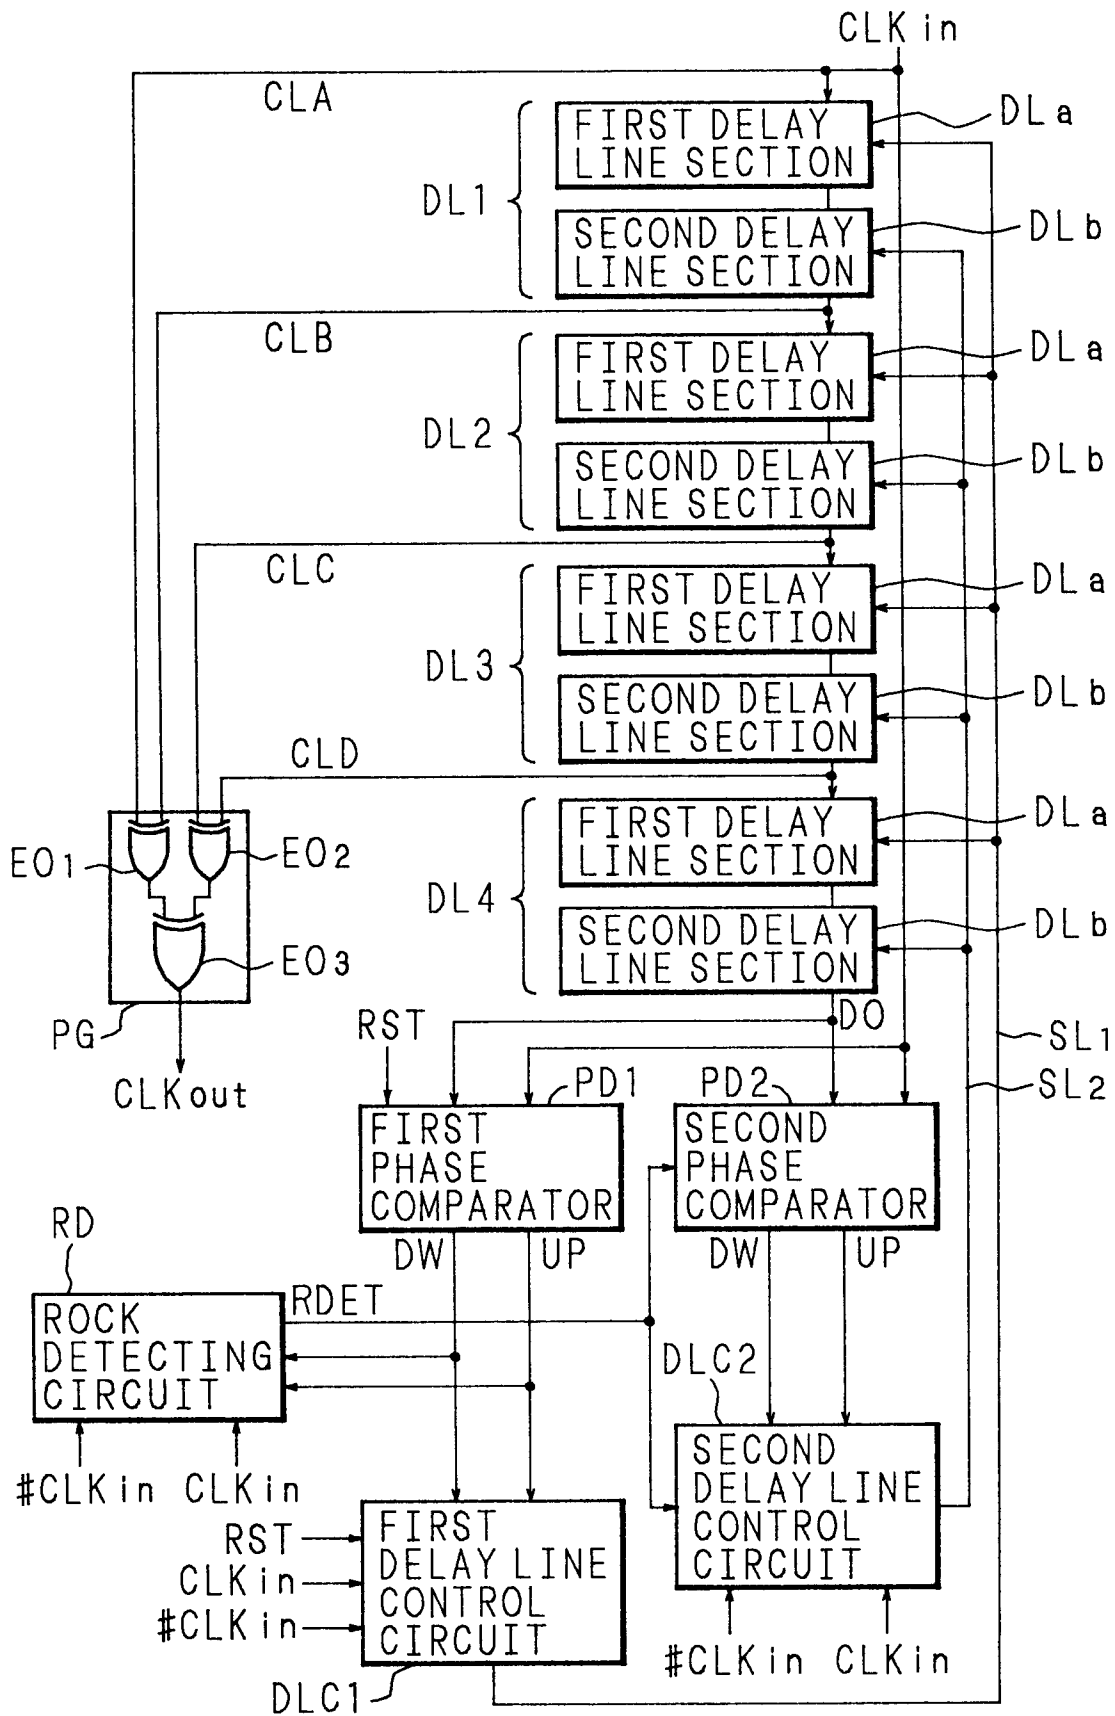 CLKin
CLA
FIRST DELAY
LINE SECTION
DLa
DL1
SECOND DELAY
LINE SECTION
DLb
CLB
FIRST DELAY
LINE SECTION
DLa
DL2
SECOND DELAY
LINE SECTION
DLb
CLC
FIRST DELAY
LINE SECTION
DLa
DL3
SECOND DELAY
LINE SECTION
DLb
CLD
FIRST DELAY
LINE SECTION
DLa
EO1
EO2
DL4
SECOND DELAY
LINE SECTION
DLb
EO3
PG
CLKout
RST
DO
SL1
SL2
PD1
PD2
FIRST
PHASE
COMPARATOR
SECOND
PHASE
COMPARATOR
DW
UP
DW
UP
RD
RDET
ROCK
DETECTING
CIRCUIT
#CLKin
CLKin
DLC2
SECOND
DELAY LINE
CONTROL
CIRCUIT
#CLKin
CLKin
RST
CLKin
#CLKin
FIRST
DELAY LINE
CONTROL
CIRCUIT
DLC1